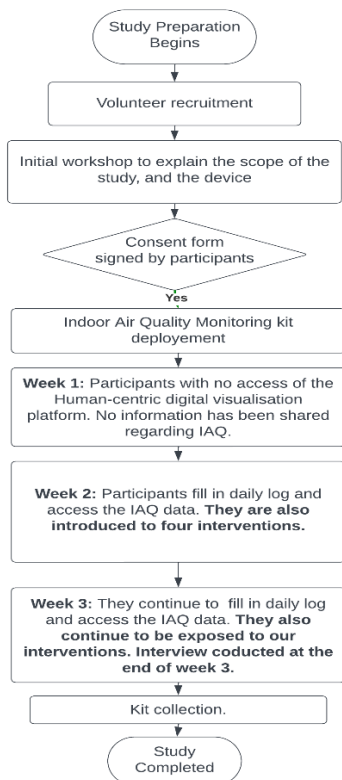 Study Preparation
Begins
Volunteer recruitment
Initial workshop to explain the scope of the
study, and the device
Consent form
signed by participants
Yes
Indoor Air Quality Monitoring kit
deployement
Week 1: Participants with no access of the
Human-centric digital visualisation
platform. No information has been shared
regarding IAQ.
Week 2: Participants fill in daily log and
access the IAQ data. They are also
introduced to four interventions.
Week 3: They continue to fill in daily log
and access the IAQ data. They also
continue to be exposed to our
interventions. Interview coducted at the
end of week 3.
Kit collection.
Study
Completed